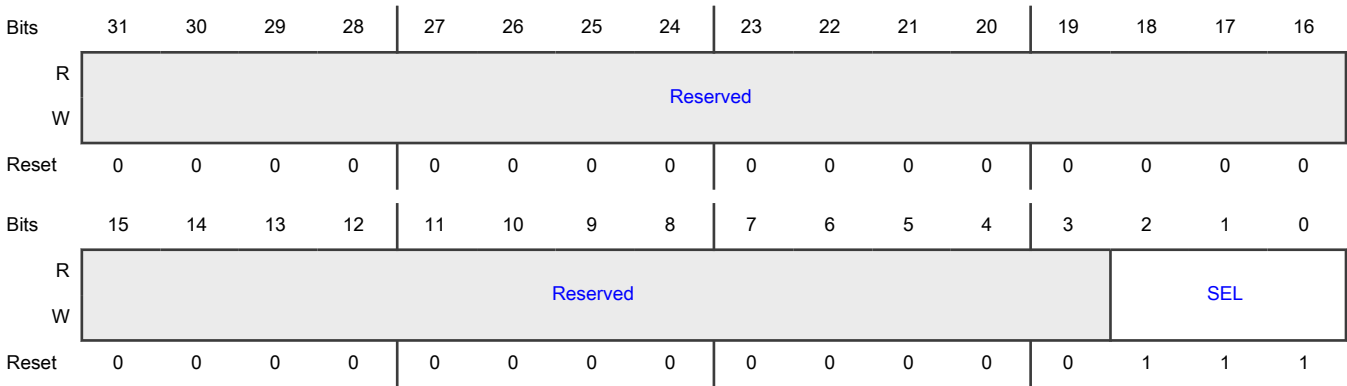 Bits 31 30 29 28 27 26 25 24 23 22 21 20 19 18 17 16
R
Reserved
W
Reset 0 0 0 0 0 0 0 0 0 0 0 0 0 0 0 0
Bits 15 14 13 12 11 10 9 8 7 6 5 4 3 2 1 0
R
Reserved SEL
W
Reset 0 0 0 0 0 0 0 0 0 0 0 0 0 1 1 1